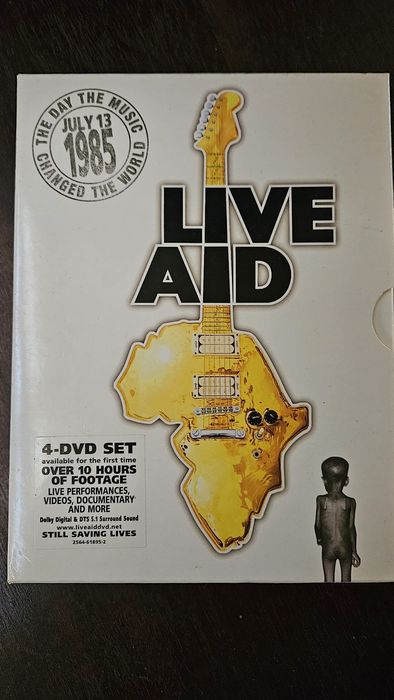 THE DAY THE MUSIC
JULY 13
1985
CHANGED THE WORLD
LIVE
AID
4-DVD SET
available for the first time
OVER 10 HOURS
OF FOOTAGE
LIVE PERFORMANCES,
VIDEOS, DOCUMENTARY
AND MORE
Dolby Digital & DTS 5.1 Surround Sound
www.liveaiddvd.net
STILL SAVING LIVES
2564-61895-2